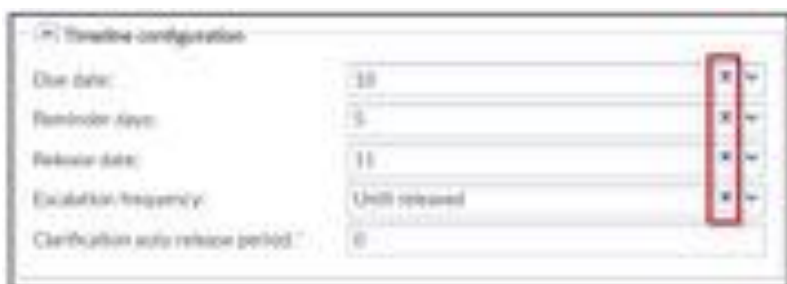 Timeline configuration
Due date: 10
Reminder days: 5
Release date: 11
Escalation frequency: Until released
Clarification auto release period:* 0